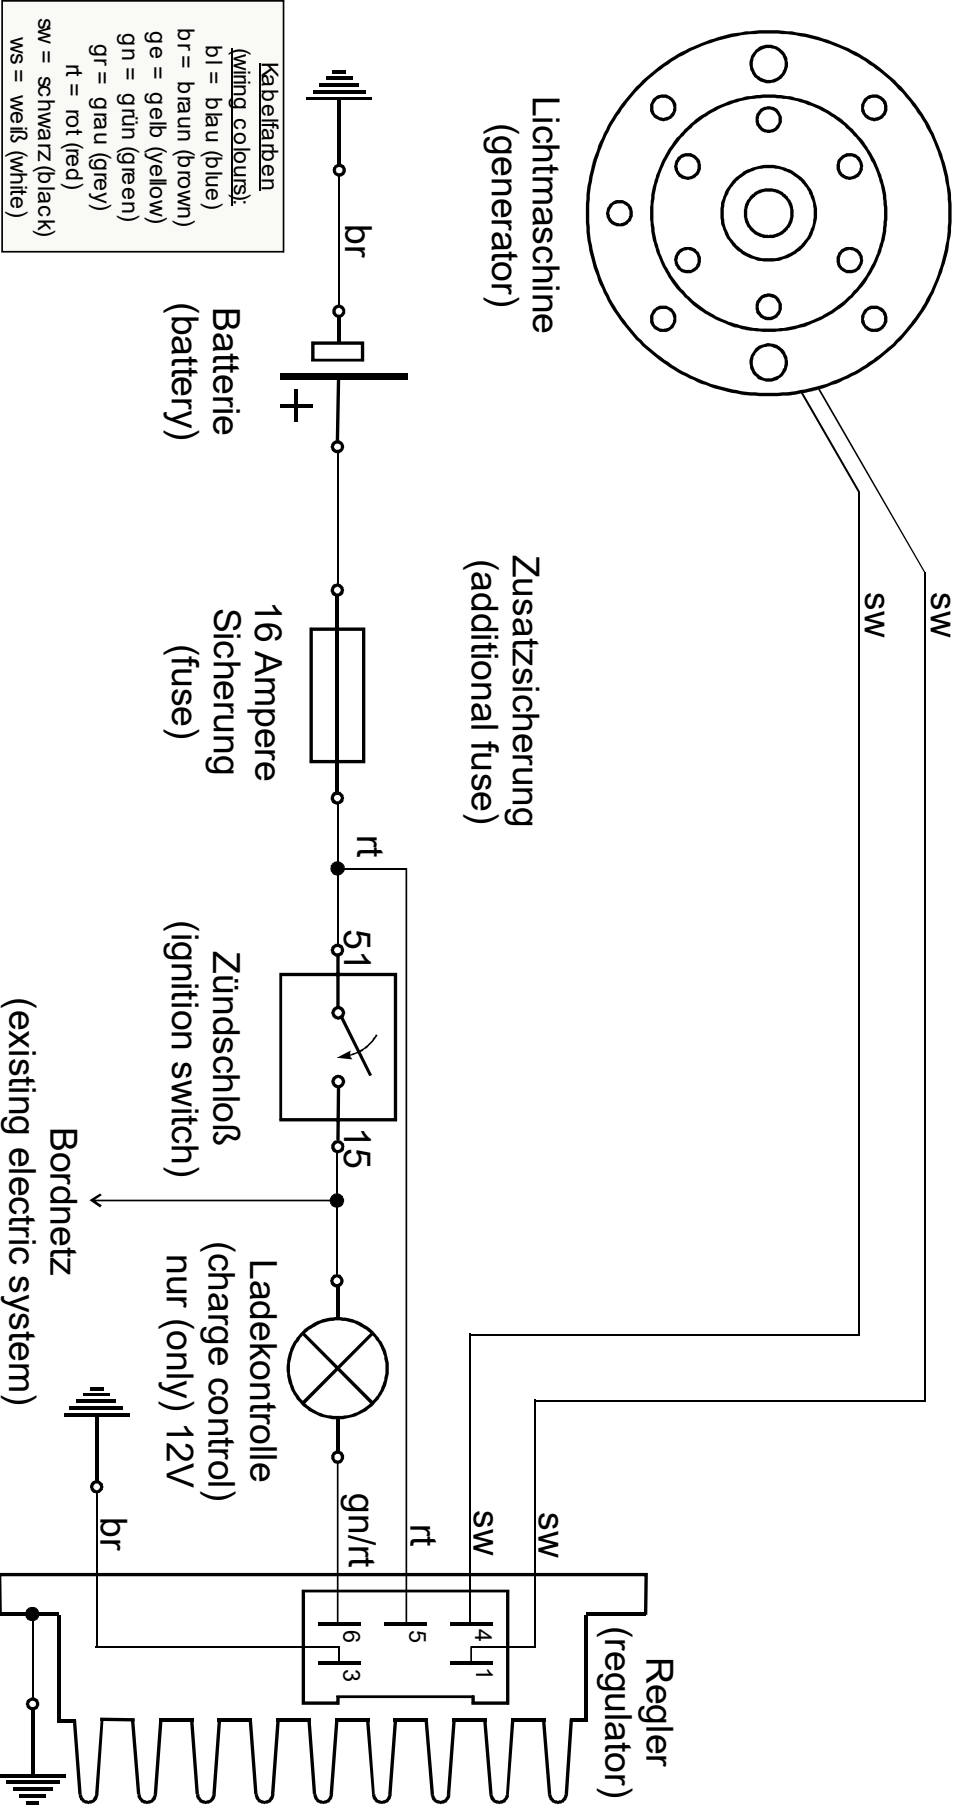 Lichtmaschine
(generator)
sw
sw
Zusatzsicherung
(additional fuse)
br
Batterie
(battery)
16 Ampere
Sicherung
(fuse)
rt
51
15
Zündschloß
(ignition switch)
Bordnetz
(existing electric system)
Ladekontrolle
(charge control)
nur (only) 12V
gn/rt
rt
sw
sw
br
4
1
5
6
3
Regler
(regulator)
Kabelfarben
(wiring colours):
bl = blau (blue)
br = braun (brown)
ge = gelb (yellow)
gn = grün (green)
gr = grau (grey)
rt = rot (red)
sw = schwarz (black)
ws = weiß (white)